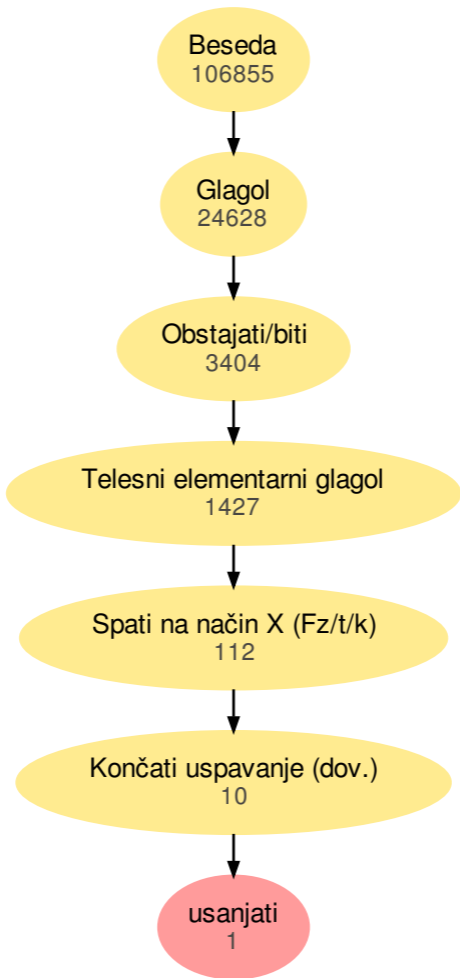 Beseda
106855
Glagol
24628
Obstajati/biti
3404
Telesni elementarni glagol
1427
Spati na način X (Fz/t/k)
112
Končati uspavanje (dov.)
10
usanjati
1